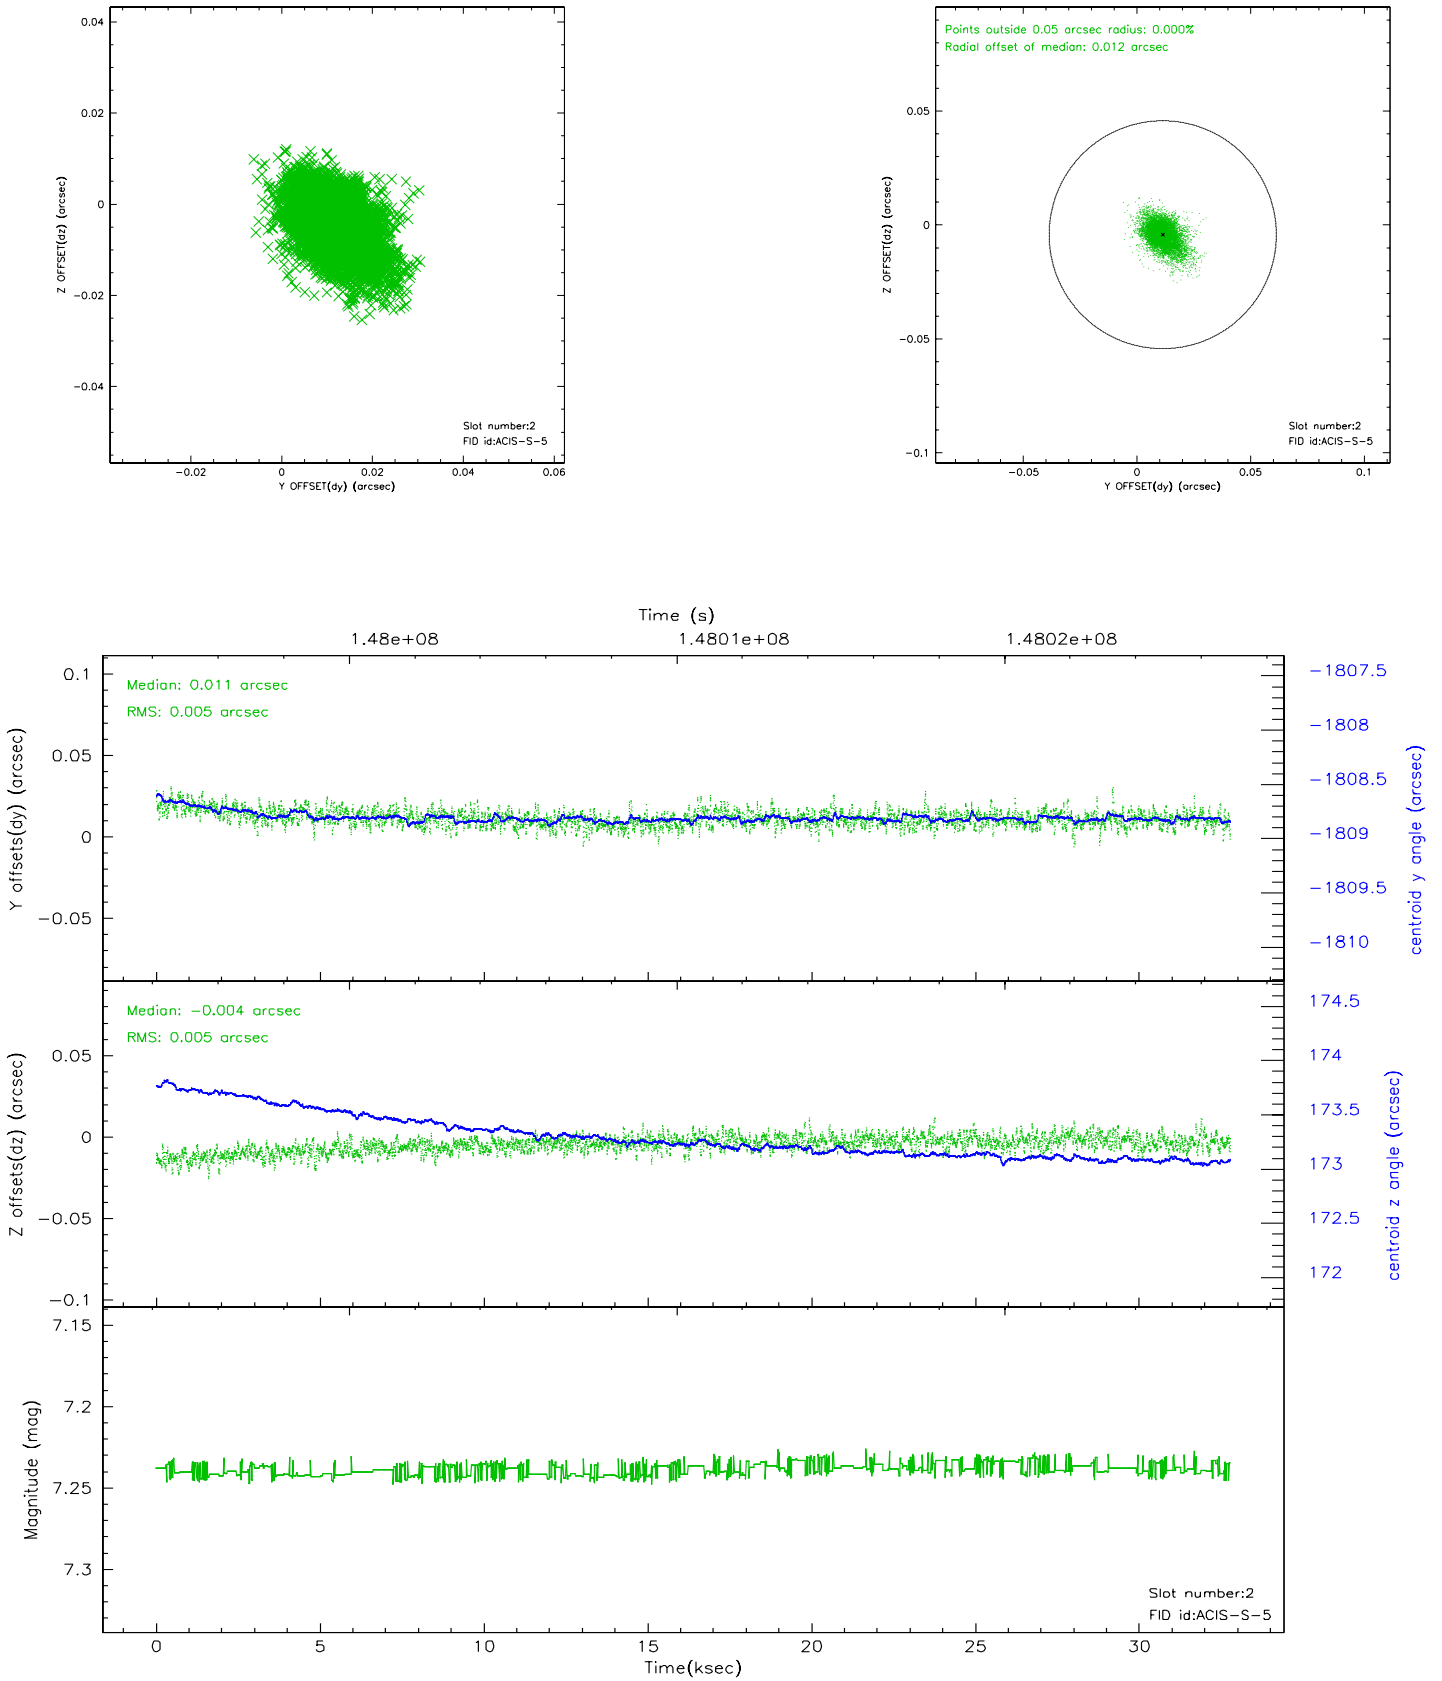 0.04
0.02
0
−0.02
−0.04
Z OFFSET(dz) (arcsec)
Slot number:2
FID id:ACIS−S−5
−0.02 0 0.02 0.04 0.06
Y OFFSET(dy) (arcsec)
Points outside 0.05 arcsec radius: 0.000%
Radial offset of median: 0.012 arcsec
0.05
0
−0.05
−0.1
Z OFFSET(dz) (arcsec)
Slot number:2
FID id:ACIS−S−5
−0.05 0 0.05 0.1
Y OFFSET(dy) (arcsec)
Time (s)
1.48e+08 1.4801e+08 1.4802e+08
Median: 0.011 arcsec
RMS: 0.005 arcsec
0.1
0.05
0
−0.05
Y offsets(dy) (arcsec)
−1807.5
−1808
−1808.5
−1809
−1809.5
−1810
centroid y angle (arcsec)
Median: −0.004 arcsec
RMS: 0.005 arcsec
0.05
0
−0.05
−0.1
Z offsets(dz) (arcsec)
174.5
174
173.5
173
172.5
172
centroid z angle (arcsec)
7.15
7.2
7.25
7.3
Magnitude (mag)
Slot number:2
FID id:ACIS−S−5
0 5 10 15 20 25 30
Time(ksec)